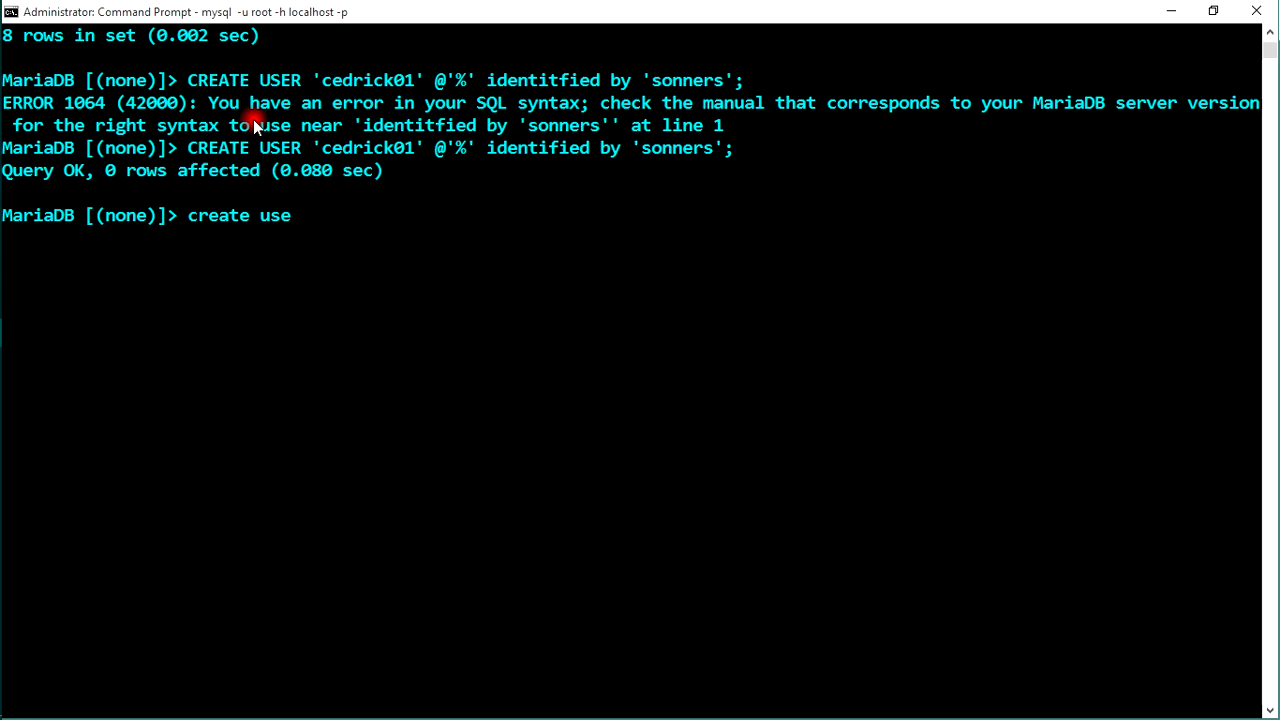 Administrator: Command Prompt - mysql  -u root -h localhost -p
8 rows in set (0.002 sec)
MariaDB [(none)]> CREATE USER 'cedrick01' @'%' identitfied by 'sonners';
ERROR 1064 (42000): You have an error in your SQL syntax; check the manual that corresponds to your MariaDB server version
for the right syntax to use near 'identitfied by 'sonners'' at line 1
MariaDB [(none)]> CREATE USER 'cedrick01' @'%' identified by 'sonners';
Query OK, 0 rows affected (0.080 sec)
MariaDB [(none)]> create use